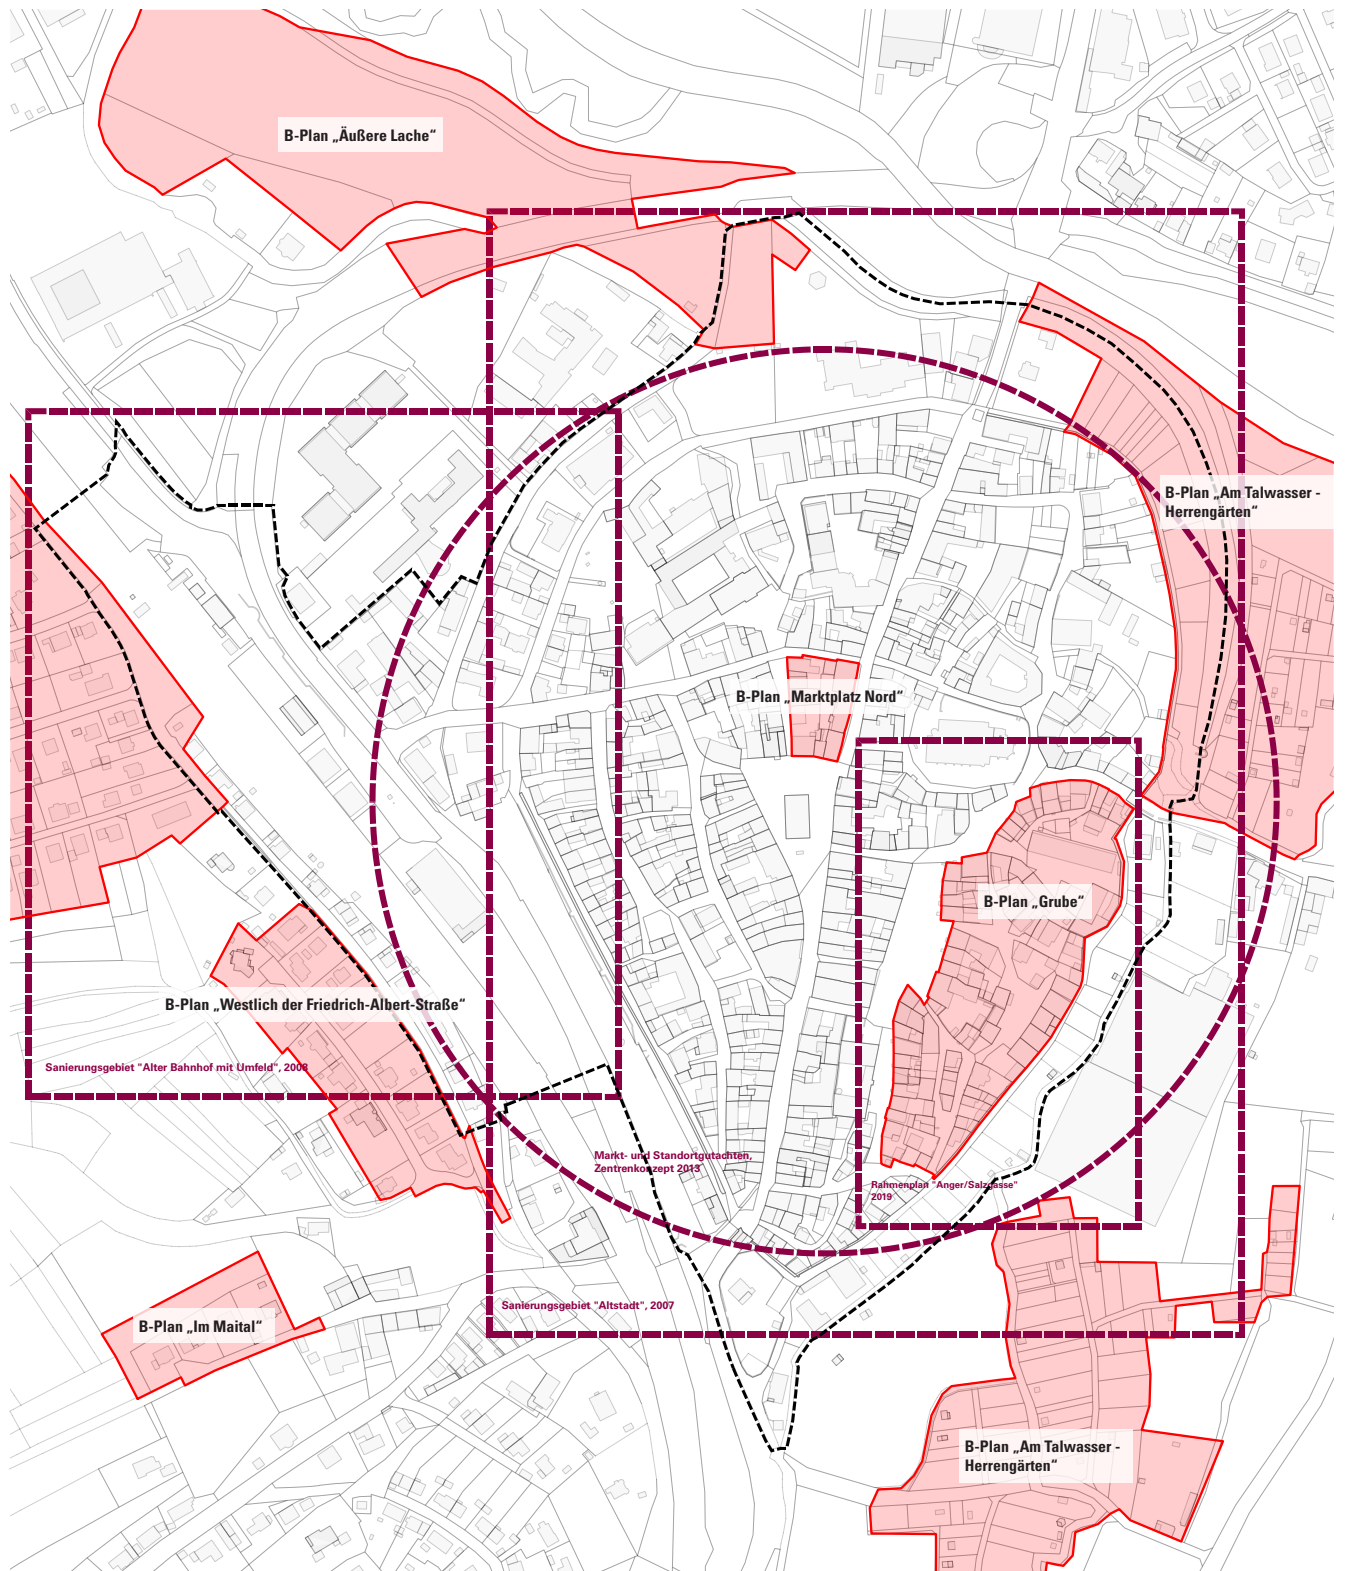 B-Plan „Äußere Lache“
B-Plan „Am Talwasser -
Herrengärten“
B-Plan „Marktplatz Nord“
B-Plan „Grube“
B-Plan „Westlich der Friedrich-Albert-Straße“
Sanierungsgebiet "Alter Bahnhof mit Umfeld", 2008
Markt- und Standortgutachten,
Zentrenkonzept 2013
Rahmenplan "Anger/Salzgasse"
2019
Sanierungsgebiet "Altstadt", 2007
B-Plan „Im Maital“
B-Plan „Am Talwasser -
Herrengärten“